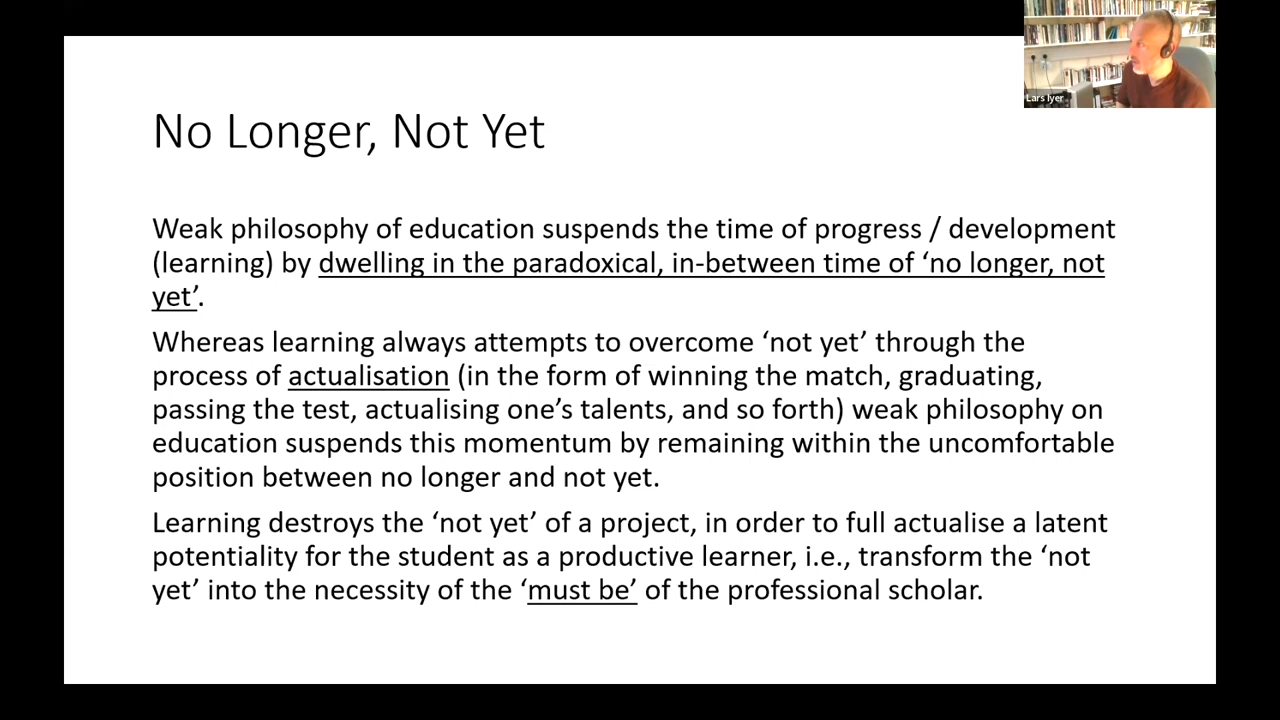 Lars Iyer
No Longer, Not Yet
Weak philosophy of education suspends the time of progress / development
(learning) by dwelling in the paradoxical, in-between time of ‘no longer, not
yet’.
Whereas learning always attempts to overcome ‘not yet’ through the
process of actualisation (in the form of winning the match, graduating,
passing the test, actualising one’s talents, and so forth) weak philosophy on
education suspends this momentum by remaining within the uncomfortable
position between no longer and not yet.
Learning destroys the ‘not yet’ of a project, in order to full actualise a latent
potentiality for the student as a productive learner, i.e., transform the ‘not
yet’ into the necessity of the ‘must be’ of the professional scholar.